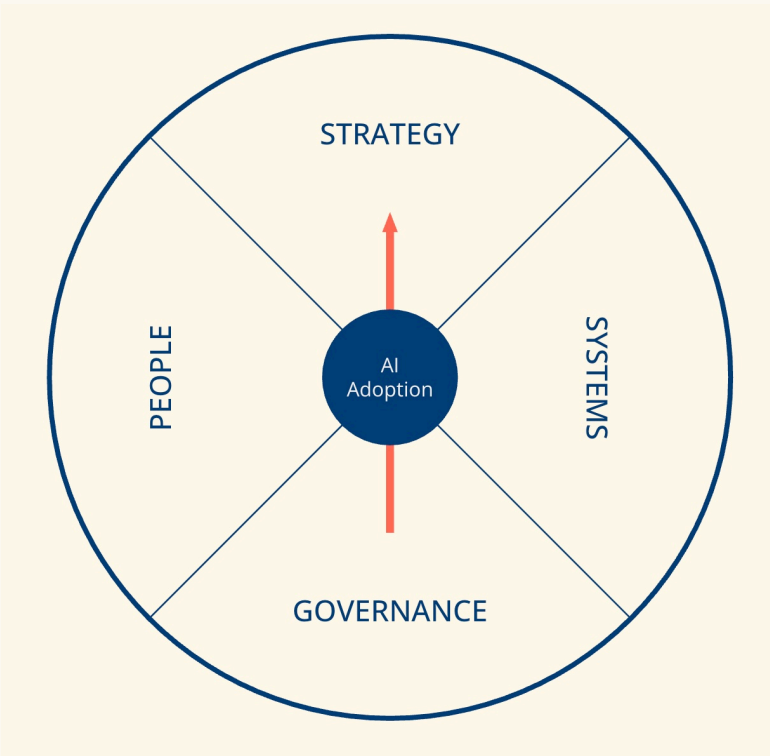 STRATEGY
PEOPLE
AI
Adoption
SYSTEMS
GOVERNANCE